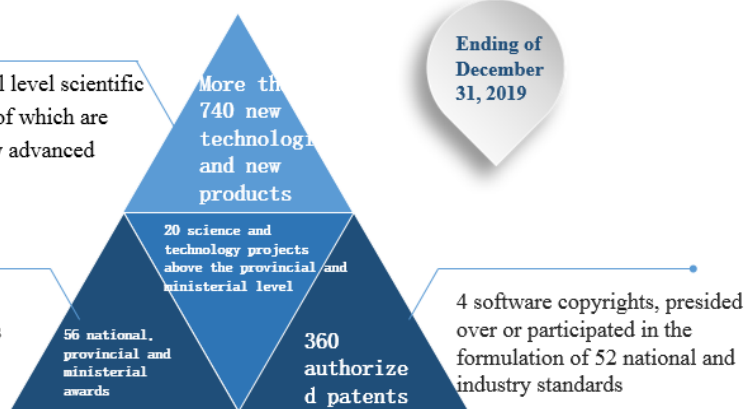 Ending of
December
31, 2019
l level scientific
of which are
advanced
More th
740 new
technologi
and new
products
20 science and
technology projects
above the provincial and
ministerial level
56 national,
provincial and
ministerial
awards
360
authorize
d patents
4 software copyrights, presided
over or participated in the
formulation of 52 national and
industry standards